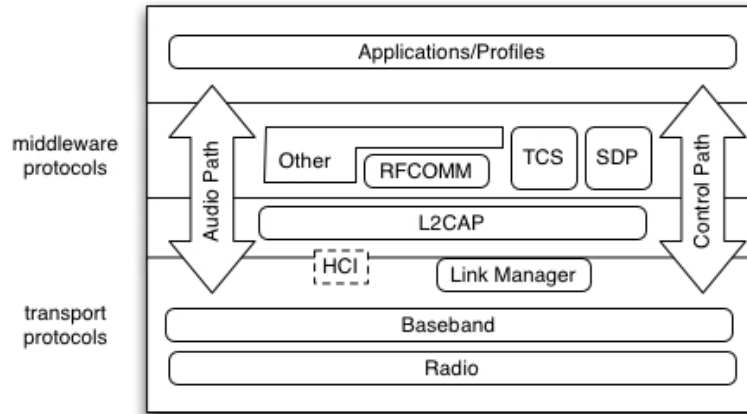 Applications/Profiles
middleware
protocols
Audio Path
Other
RFCOMM
TCS
SDP
Control Path
L2CAP
HCI
Link Manager
transport
protocols
Baseband
Radio